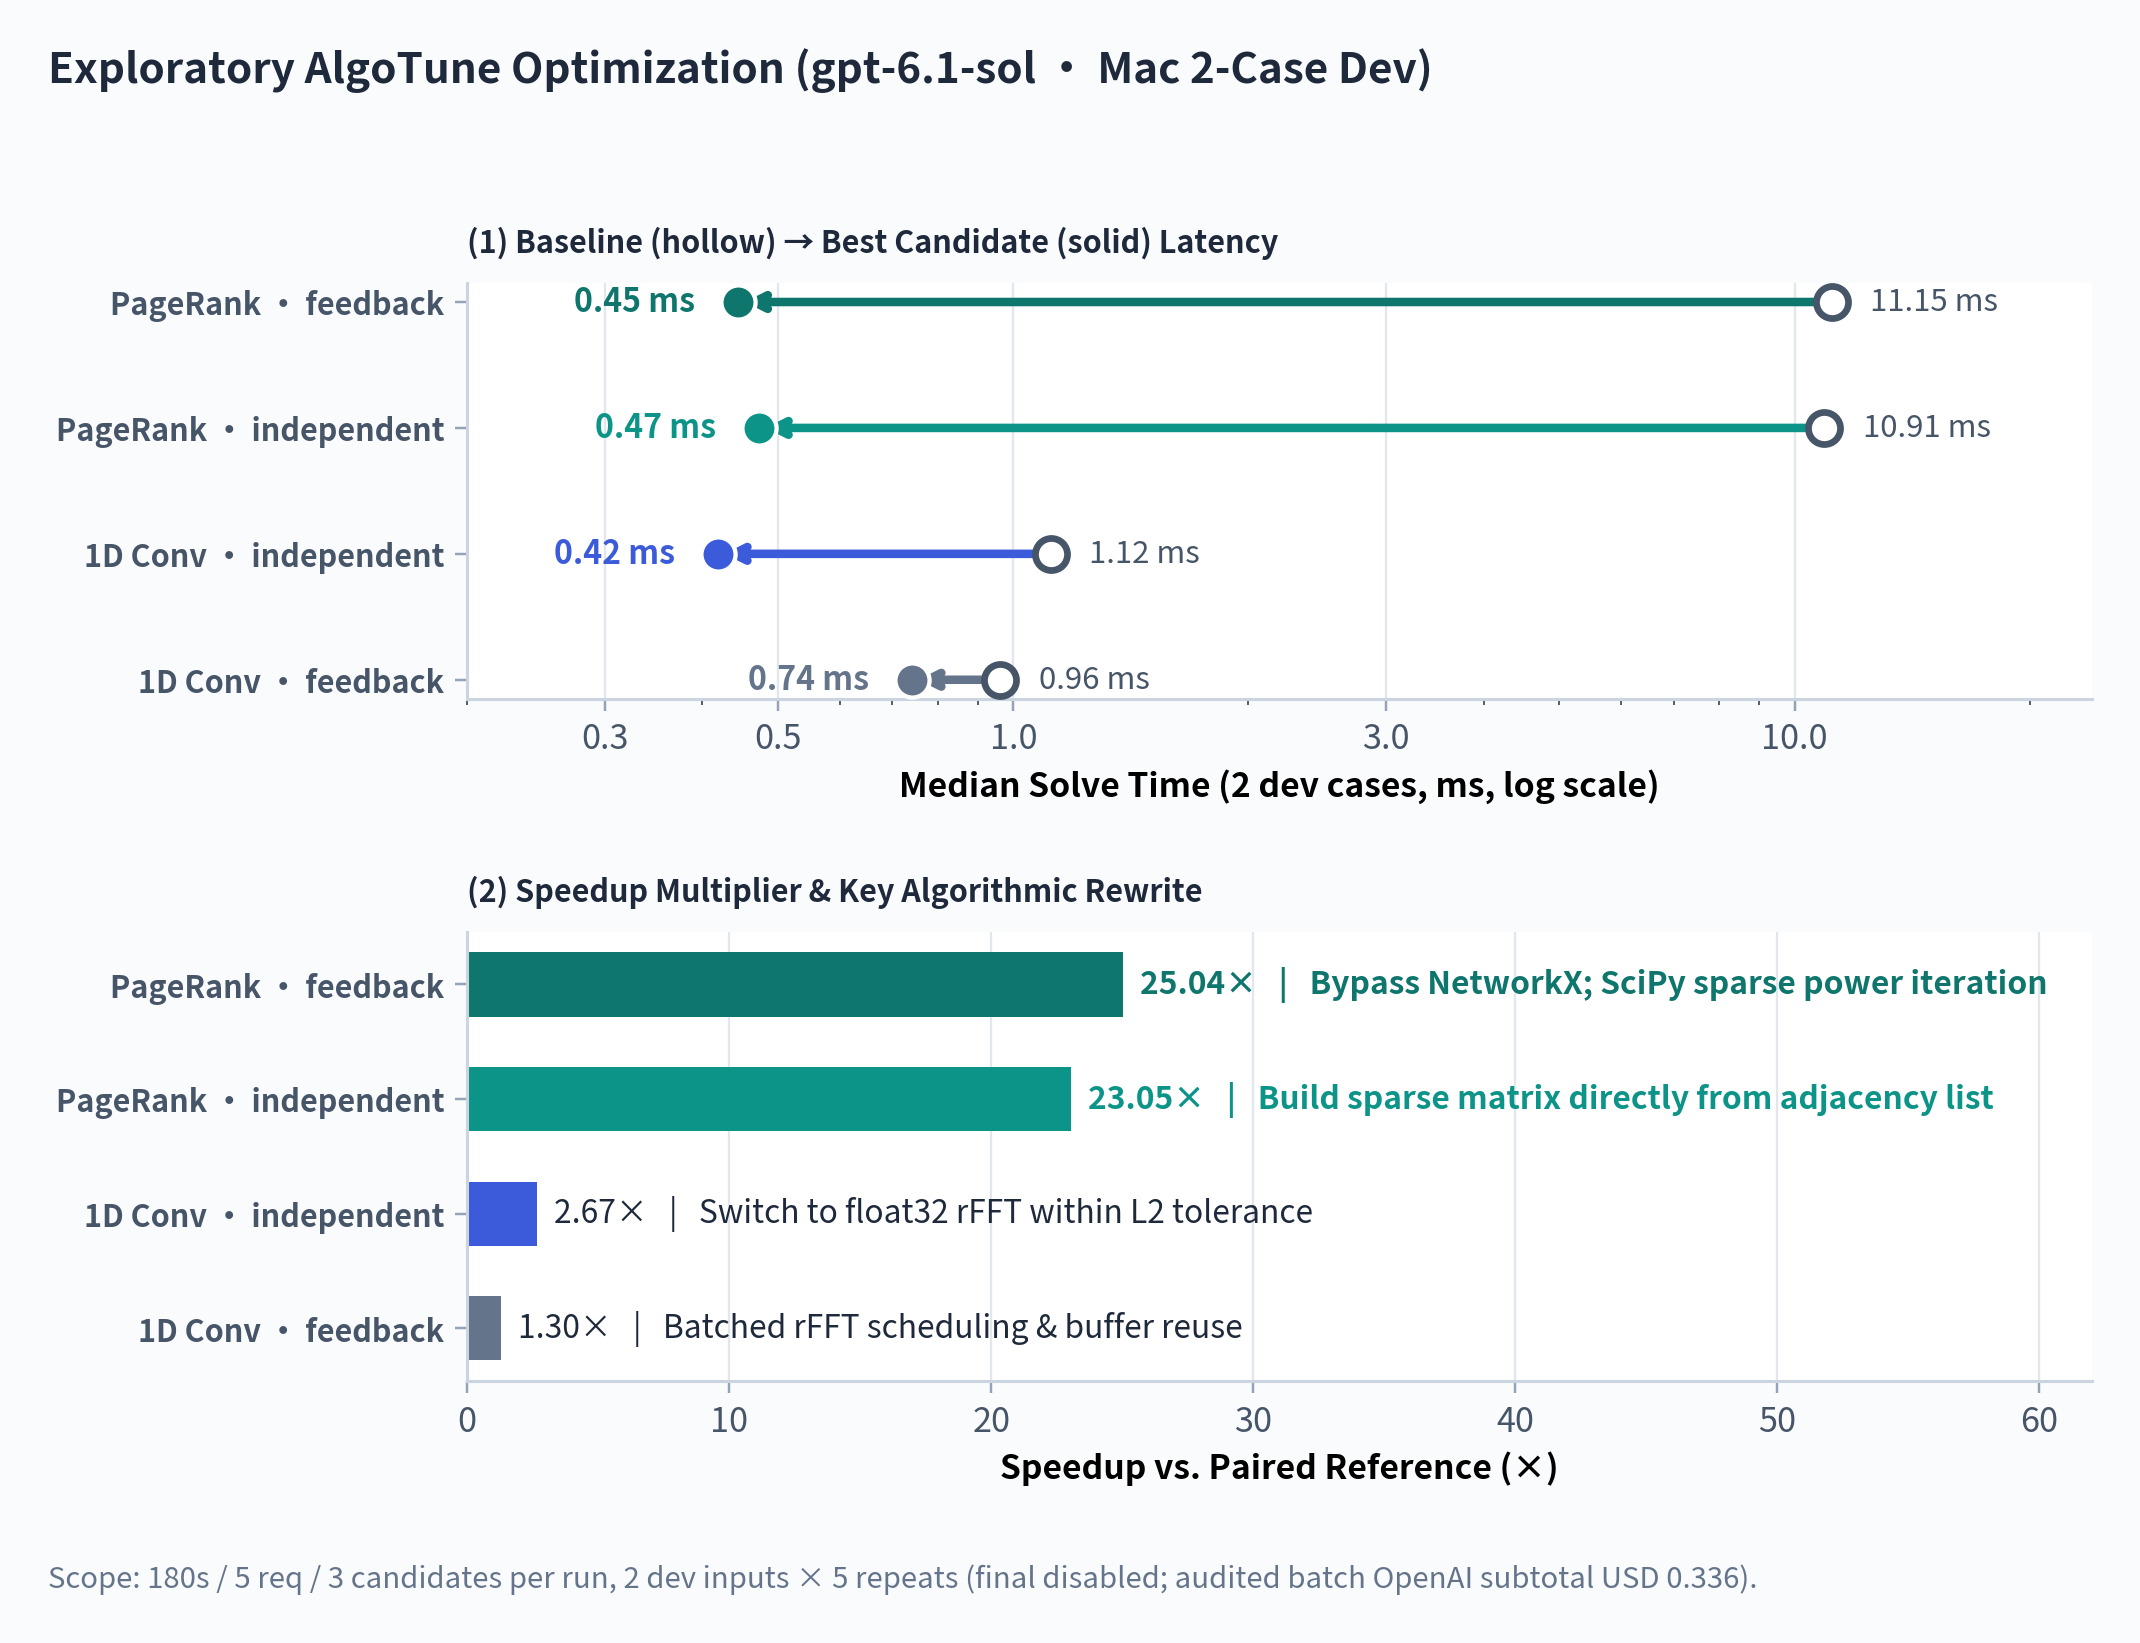 Exploratory AlgoTune Optimization (gpt-6.1-sol • Mac 2-Case Dev)
(1) Baseline (hollow) → Best Candidate (solid) Latency
PageRank • feedback 0.45 ms 11.15 ms
PageRank • independent 0.47 ms 10.91 ms
1D Conv • independent 0.42 ms 1.12 ms
1D Conv • feedback 0.74 ms 0.96 ms
0.3 0.5 1.0 3.0 10.0
Median Solve Time (2 dev cases, ms, log scale)
(2) Speedup Multiplier & Key Algorithmic Rewrite
PageRank • feedback 25.04× | Bypass NetworkX; SciPy sparse power iteration
PageRank • independent 23.05× | Build sparse matrix directly from adjacency list
1D Conv • independent 2.67× | Switch to float32 rFFT within L2 tolerance
1D Conv • feedback 1.30× | Batched rFFT scheduling & buffer reuse
0 10 20 30 40 50 60
Speedup vs. Paired Reference (×)
Scope: 180s / 5 req / 3 candidates per run, 2 dev inputs × 5 repeats (final disabled; audited batch OpenAI subtotal USD 0.336).